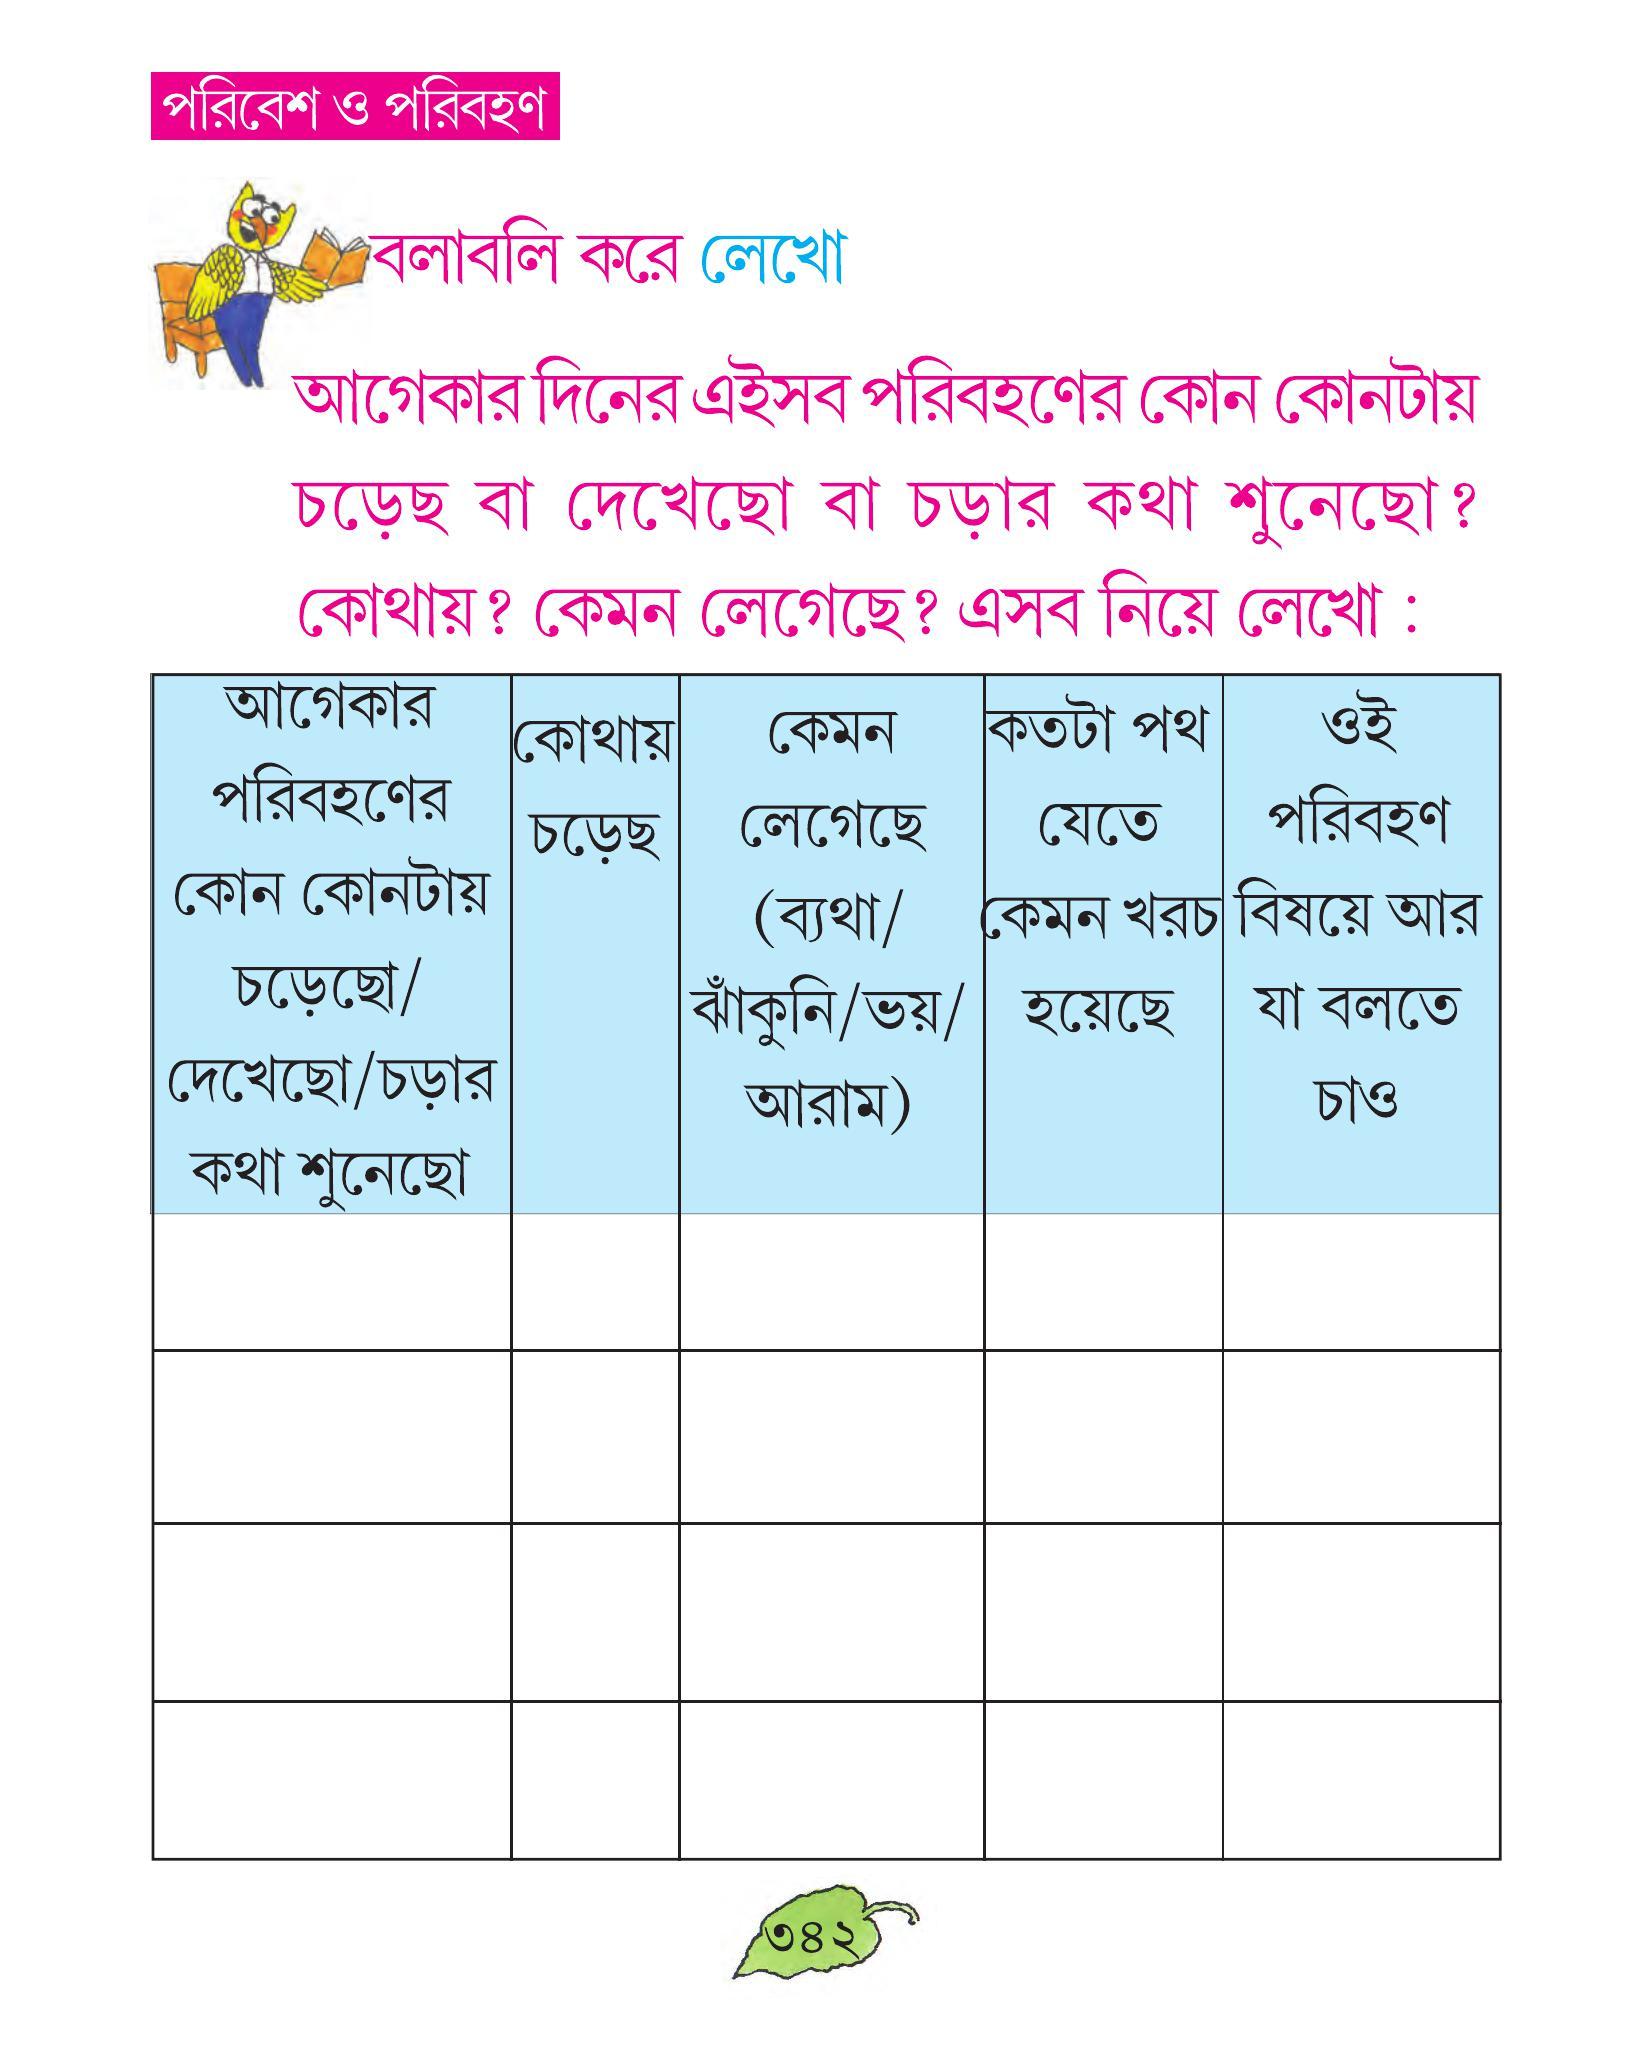 পরিবেশ ও পরিবহণ
বলাবলি করে লেখো
আগেকার দিনের এইসব পরিবহণের কোন কোনটায়
চড়েছ বা দেখেছো বা চড়ার কথা শুনেছো?
কোথায়? কেমন লেগেছে? এসব নিয়ে লেখো :
আগেকার
পরিবহণের
কোন কোনটায়
চড়েছো/
দেখেছো/চড়ার
কথা শুনেছো
কোথায়
চড়েছ
কেমন
লেগেছে
(ব্যথা/
ঝাঁকুনি/ভয়/
আরাম)
কতটা পথ
যেতে
কেমন খরচ
হয়েছে
ওই
পরিবহণ
বিষয়ে আর
যা বলতে
চাও
৩৪২